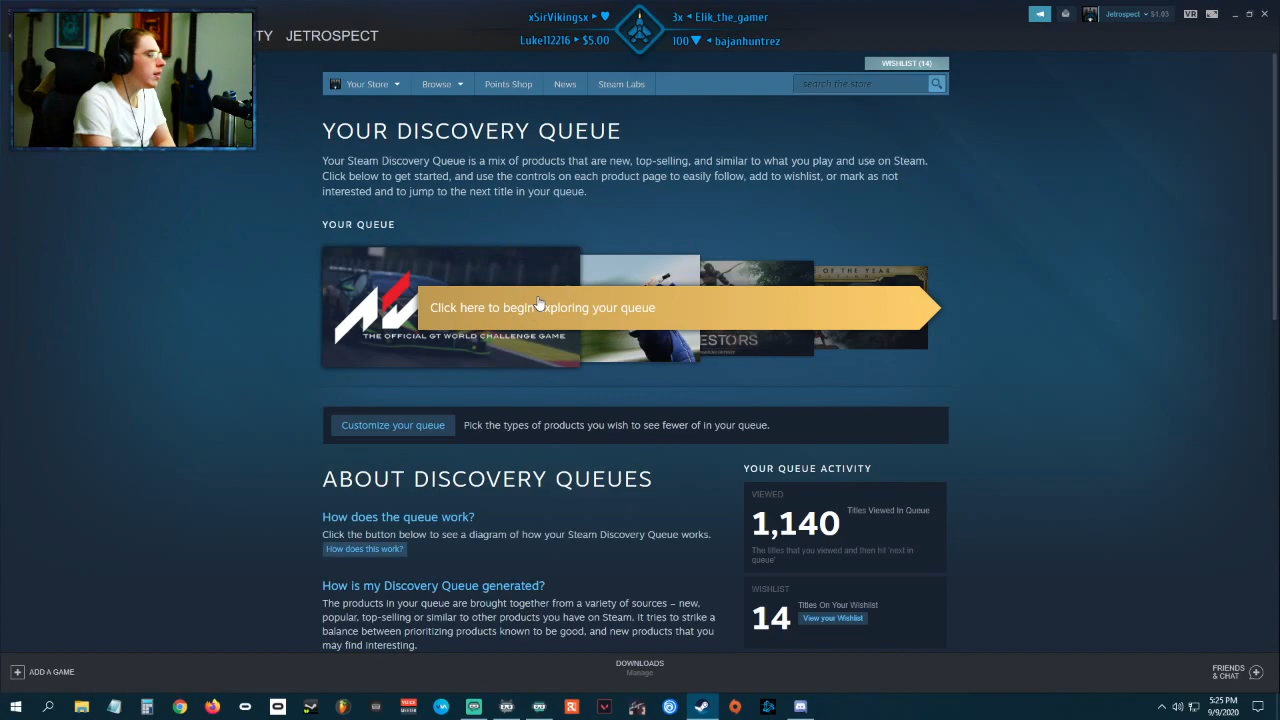 xSirVikingsx ▸ ♥
3x ◂ Elik_the_gamer
Luke112216 ▸ $5.00
100 ▼ ◂ bajanhuntrez
TY JETROSPECT
Jetrospect $1.03
VR
WISHLIST (14)
Your Store Browse Points Shop News Steam Labs
search the store
YOUR DISCOVERY QUEUE
Your Steam Discovery Queue is a mix of products that are new, top-selling, and similar to what you play and use on Steam.
Click below to get started, and use the controls on each product page to easily follow, add to wishlist, or mark as not
interested and to jump to the next title in your queue.
YOUR QUEUE
OF THE YEAR
Click here to begin exploring your queue
THE OFFICIAL GT WORLD CHALLENGE GAME
ESTORS
Customize your queue
Pick the types of products you wish to see fewer of in your queue.
ABOUT DISCOVERY QUEUES
How does the queue work?
Click the button below to see a diagram of how your Steam Discovery Queue works.
How does this work?
How is my Discovery Queue generated?
The products in your queue are brought together from a variety of sources – new,
popular, top-selling or similar to other products you have on Steam. It tries to strike a
balance between prioritizing products known to be good, and new products that you
may find interesting.
YOUR QUEUE ACTIVITY
VIEWED
1,140 Titles Viewed In Queue
The titles that you viewed and then hit 'next in
queue'
WISHLIST
14 Titles On Your Wishlist
View your Wishlist
ADD A GAME
DOWNLOADS
Manage
FRIENDS
& CHAT
5:25 PM
9/9/2020